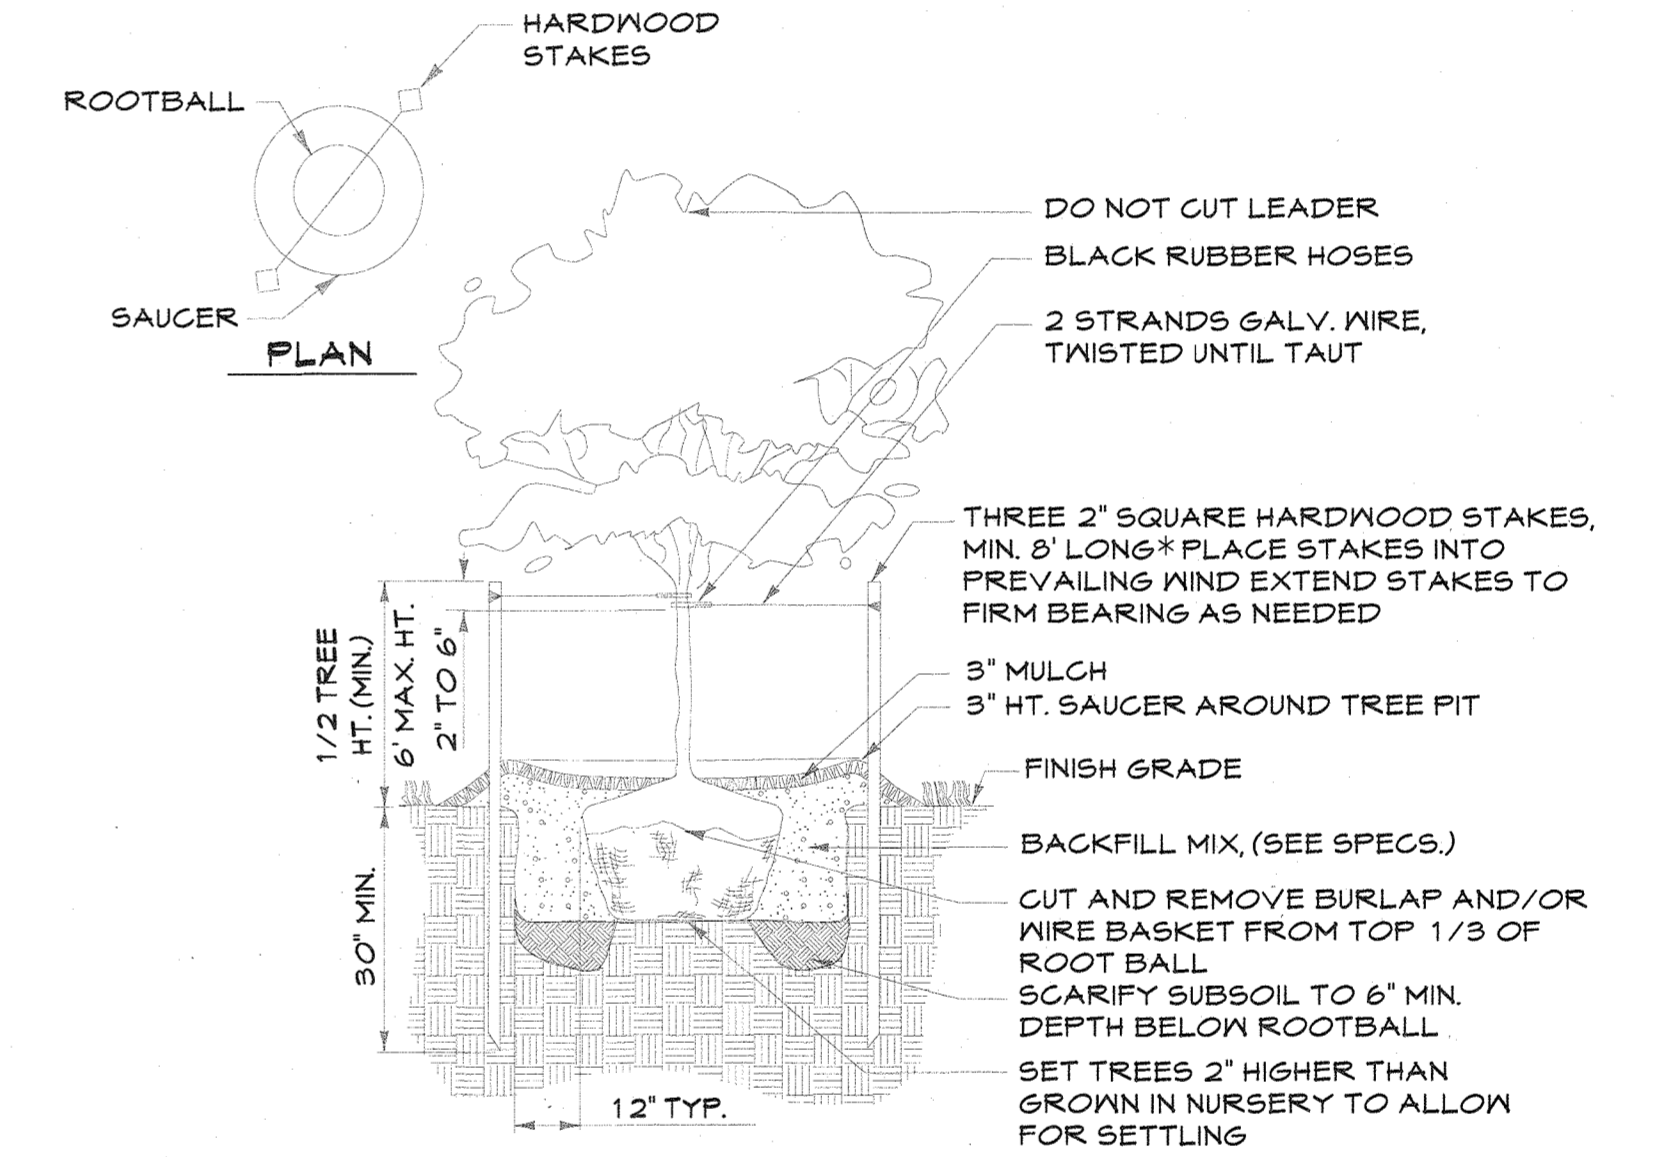 HARDWOOD
STAKES
ROOTBALL
SAUCER
PLAN
DO NOT CUT LEADER
BLACK RUBBER HOSES
2 STRANDS GALV. WIRE,
TWISTED UNTIL TAUT
THREE 2" SQUARE HARDWOOD STAKES,
MIN. 8' LONG* PLACE STAKES INTO
PREVAILING WIND EXTEND STAKES TO
FIRM BEARING AS NEEDED
1/2 TREE
HT. (MIN.)
6' MAX. HT.
2" TO 6"
3" MULCH
3" HT. SAUCER AROUND TREE PIT
FINISH GRADE
BACKFILL MIX, (SEE SPECS.)
30" MIN.
CUT AND REMOVE BURLAP AND/OR
WIRE BASKET FROM TOP 1/3 OF
ROOT BALL
SCARIFY SUBSOIL TO 6" MIN.
DEPTH BELOW ROOTBALL
SET TREES 2" HIGHER THAN
GROWN IN NURSERY TO ALLOW
FOR SETTLING
12" TYP.